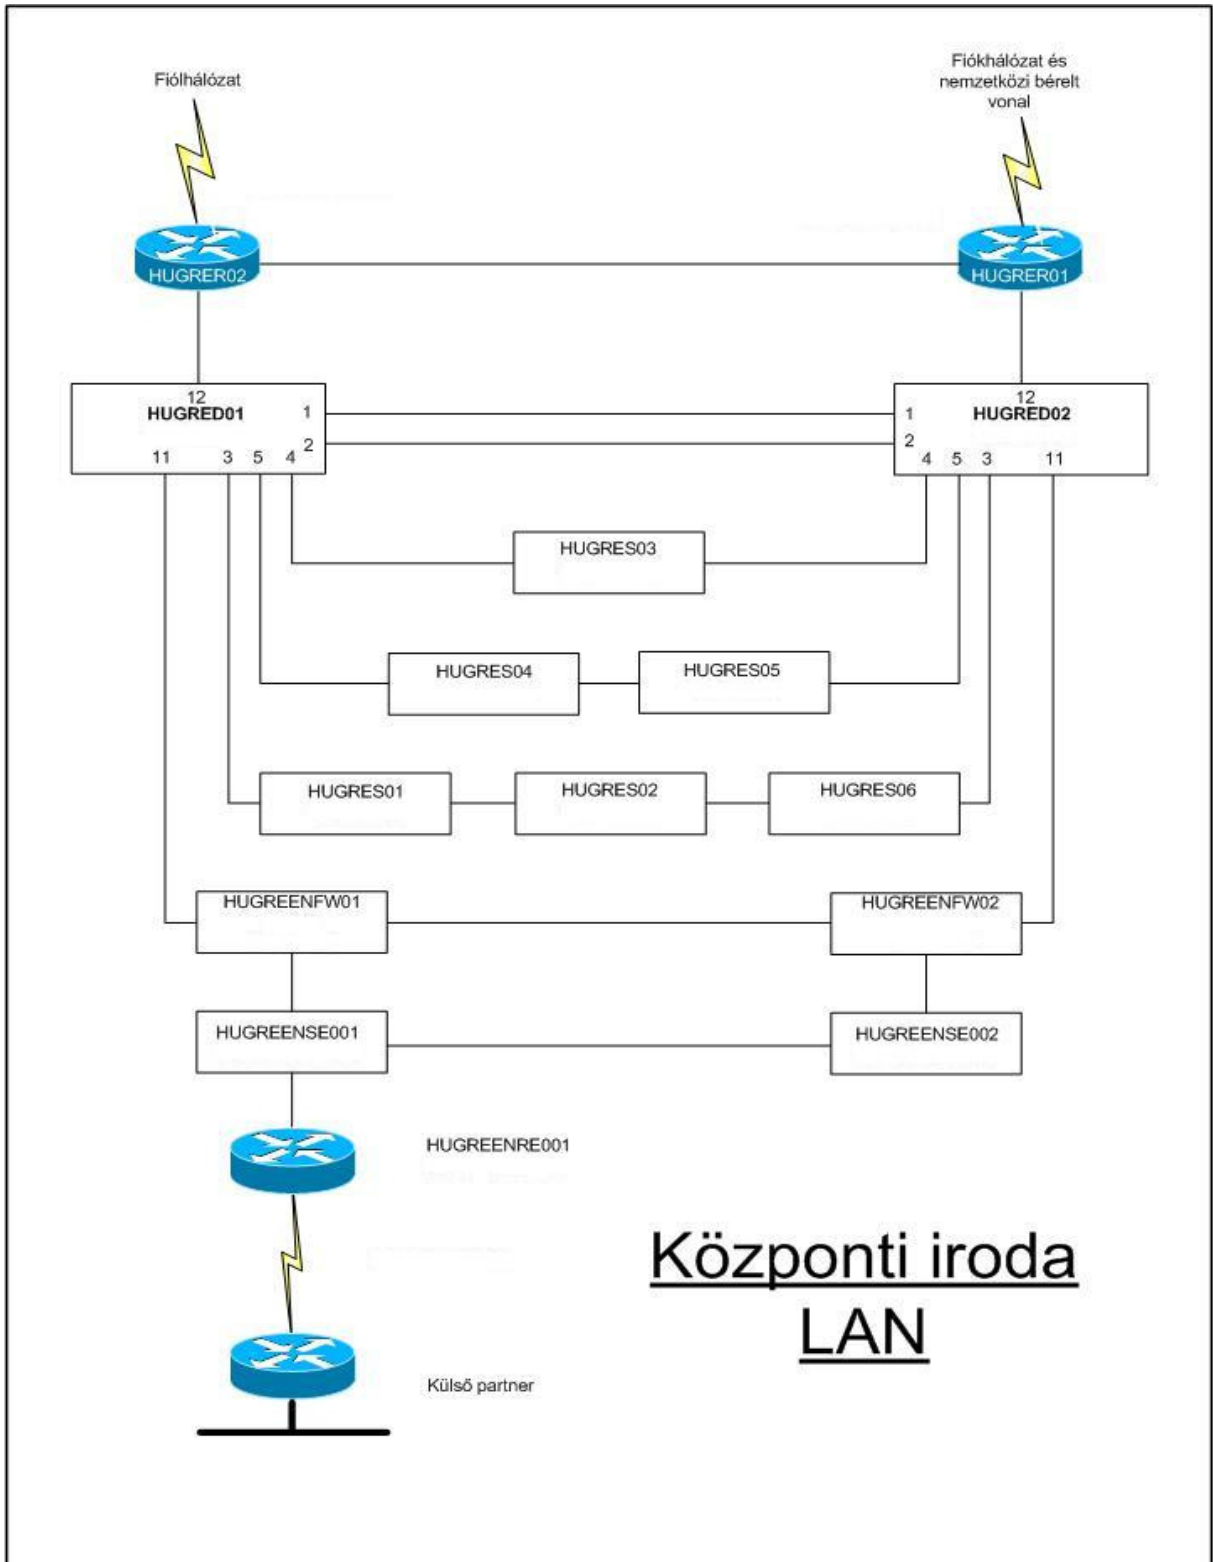 Fiólhálózat
Fiókhálózat és
nemzetközi bérelt
vonal
HUGRER02
HUGRER01
12
HUGRED01
1
2
11 3 5 4
12
HUGRED02
1
2
4 5 3 11
HUGRES03
HUGRES04
HUGRES05
HUGRES01
HUGRES02
HUGRES06
HUGREENFW01
HUGREENFW02
HUGREENSE001
HUGREENSE002
HUGREENRE001
Központi iroda
LAN
Külső partner